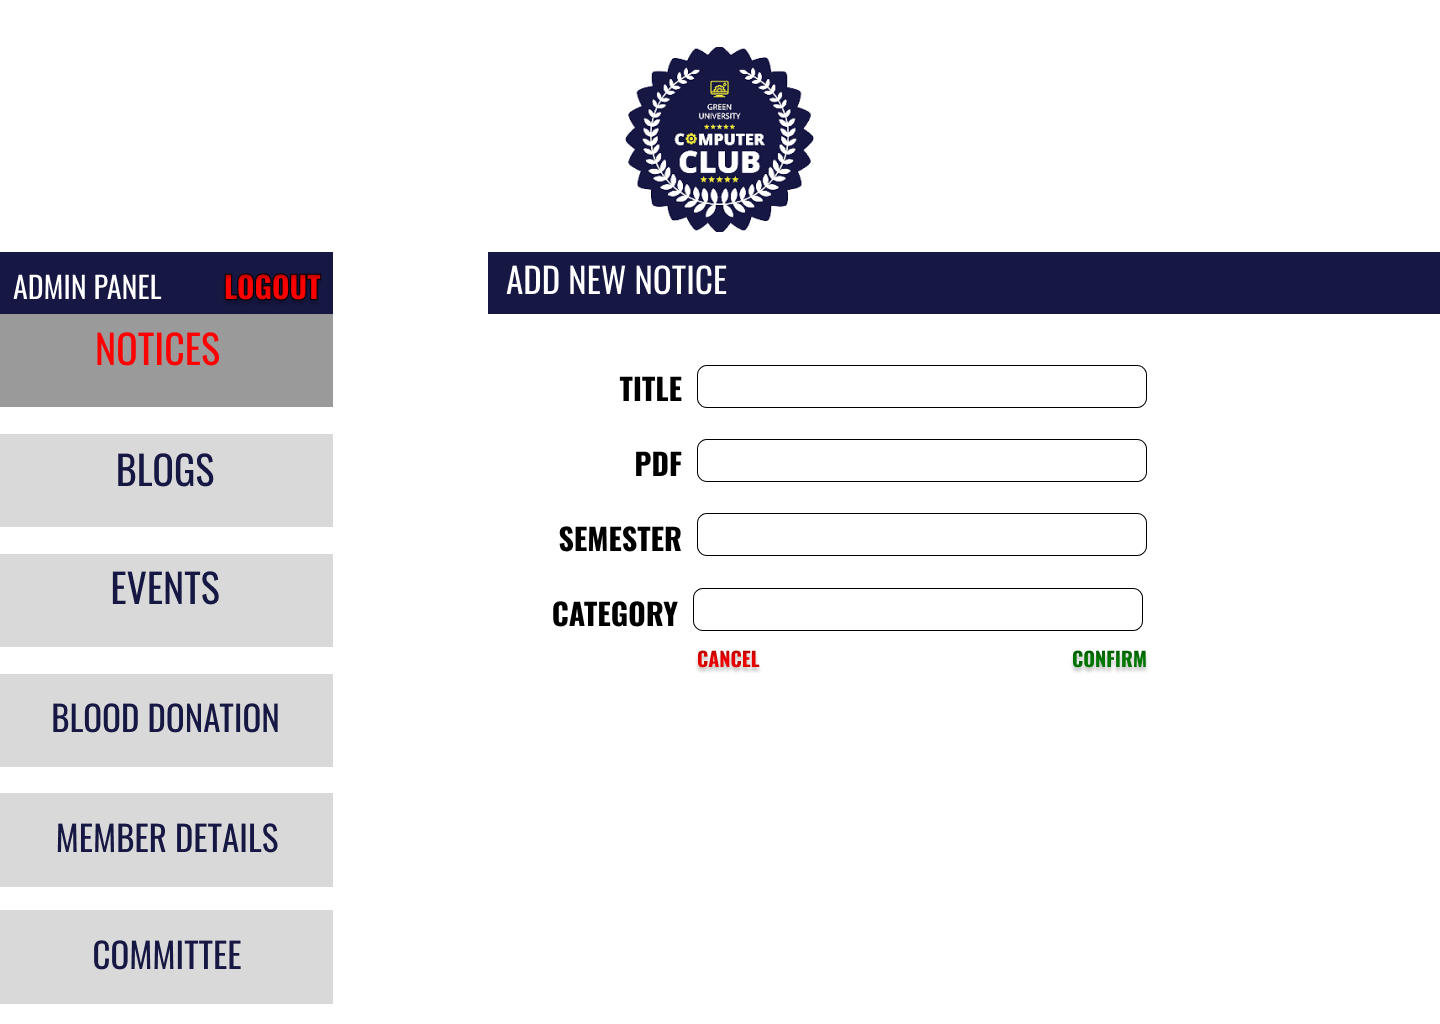 GREEN
UNIVERSITY
COMPUTER
CLUB
ADMIN PANEL LOGOUT
ADD NEW NOTICE
NOTICES
BLOGS
EVENTS
BLOOD DONATION
MEMBER DETAILS
COMMITTEE
TITLE
PDF
SEMESTER
CATEGORY
CANCEL CONFIRM